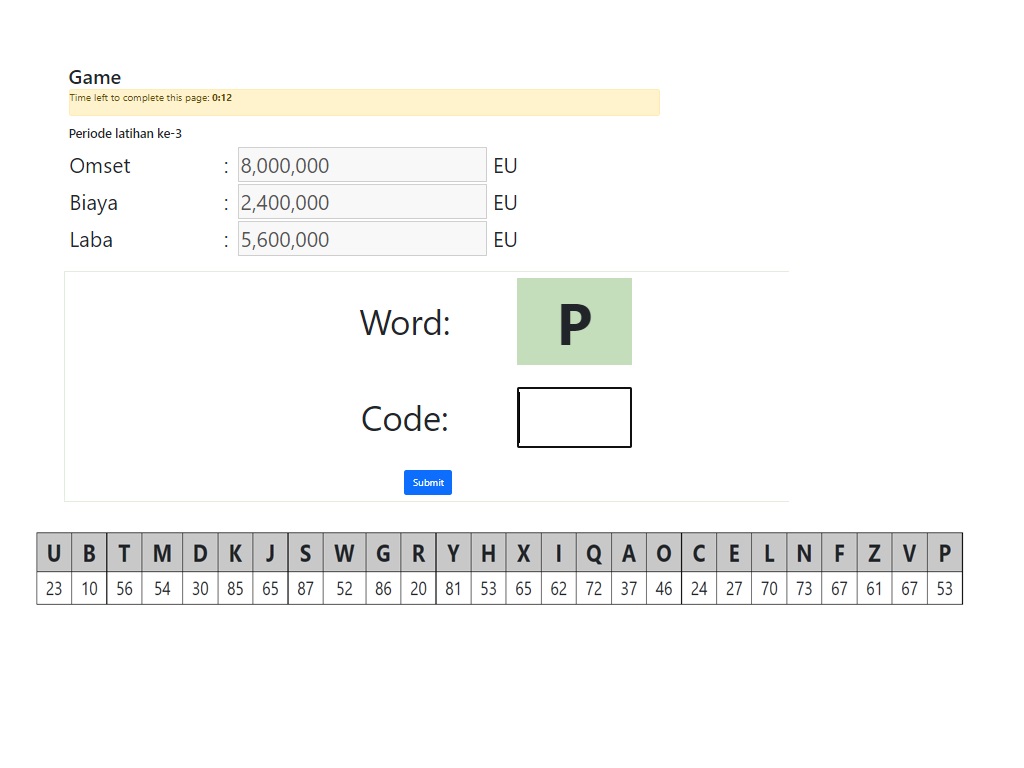 Game
Time left to complete this page: 0:12
Periode latihan ke-3
Omset : 8,000,000 EU
Biaya : 2,400,000 EU
Laba : 5,600,000 EU
Word: P
Code:
Submit
U B T M D K J S W G R Y H X I Q A O C E L N F Z V P
23 10 56 54 30 85 65 87 52 86 20 81 53 65 62 72 37 46 24 27 70 73 67 61 67 53